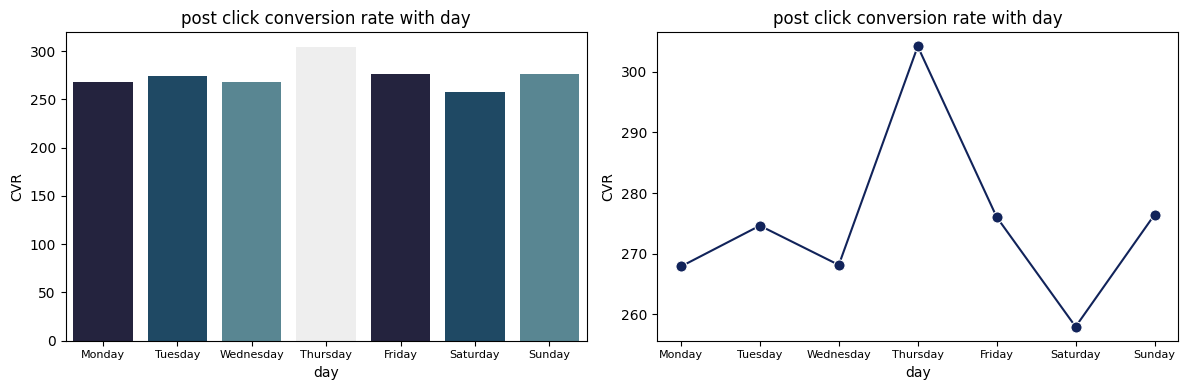 post click conversion rate with day
CVR
300
250
200
150
100
50
0
Monday Tuesday Wednesday Thursday Friday Saturday Sunday
day
post click conversion rate with day
CVR
300
290
280
270
260
Monday Tuesday Wednesday Thursday Friday Saturday Sunday
day